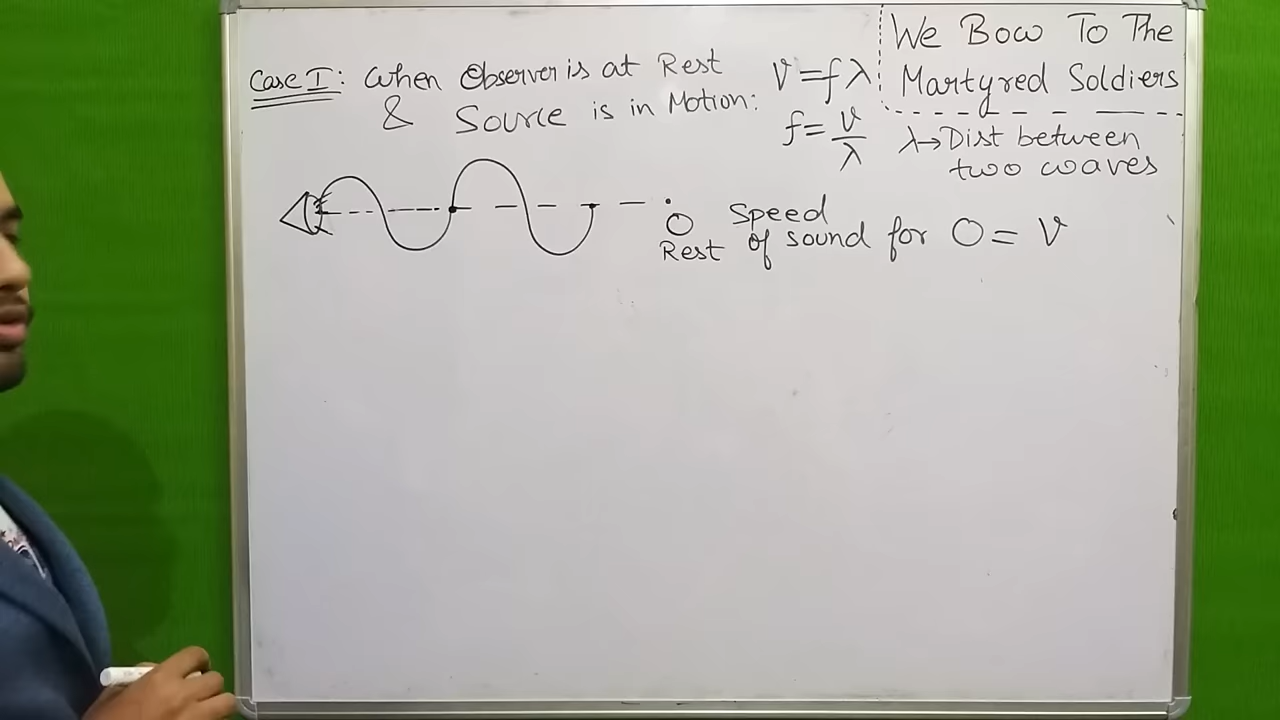 We Bow To The
Martyred Soldiers
Case I: When Observer is at Rest
& Source is in Motion:
v=fλ
f=v/λ
λ→Dist between
two waves
O
Rest
Speed
of sound for O = v